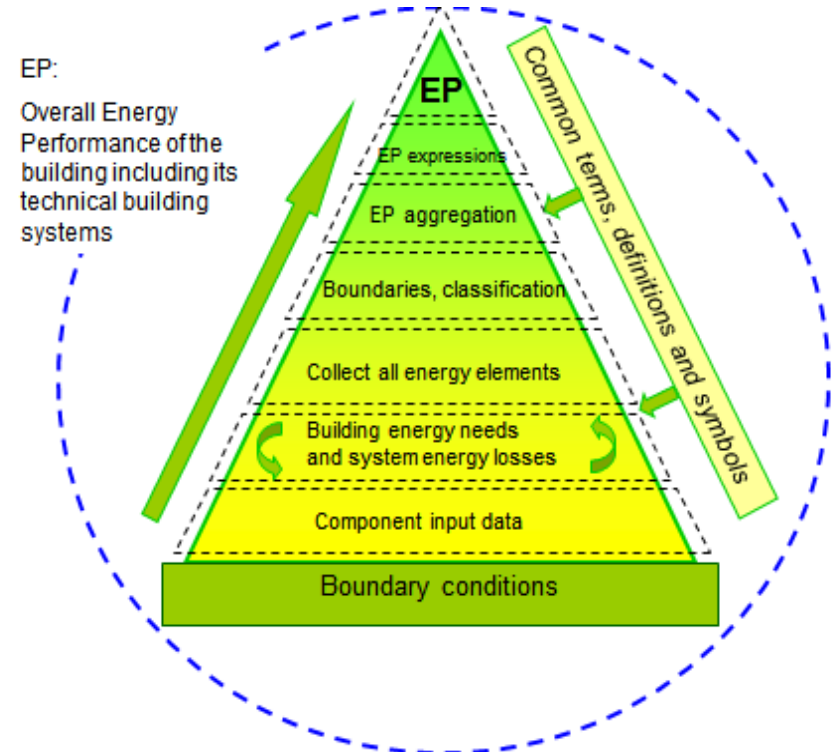 EP:
Overall Energy
Performance of the
building including its
technical building
systems
EP
EP expressions
EP aggregation
Boundaries, classification
Collect all energy elements
Building energy needs
and system energy losses
Component input data
Boundary conditions
Common terms, definitions and symbols